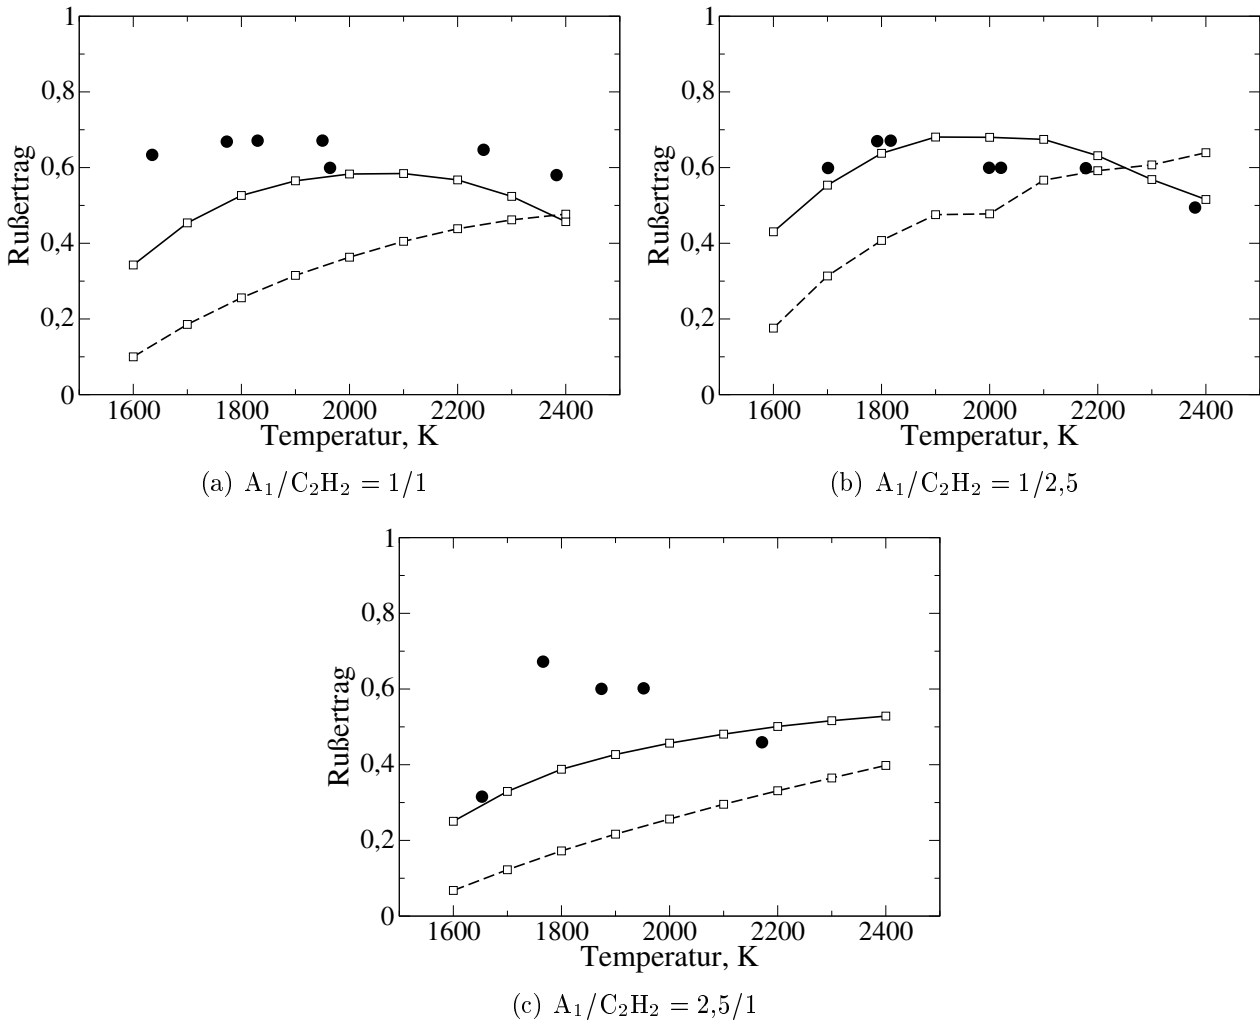 1
0,8
0,6
0,4
0,2
0
Rußertrag
1600 1800 2000 2200 2400
Temperatur, K
(a) A₁/C₂H₂ = 1/1
1
0,8
0,6
0,4
0,2
0
Rußertrag
1600 1800 2000 2200 2400
Temperatur, K
(b) A₁/C₂H₂ = 1/2,5
1
0,8
0,6
0,4
0,2
0
Rußertrag
1600 1800 2000 2200 2400
Temperatur, K
(c) A₁/C₂H₂ = 2,5/1